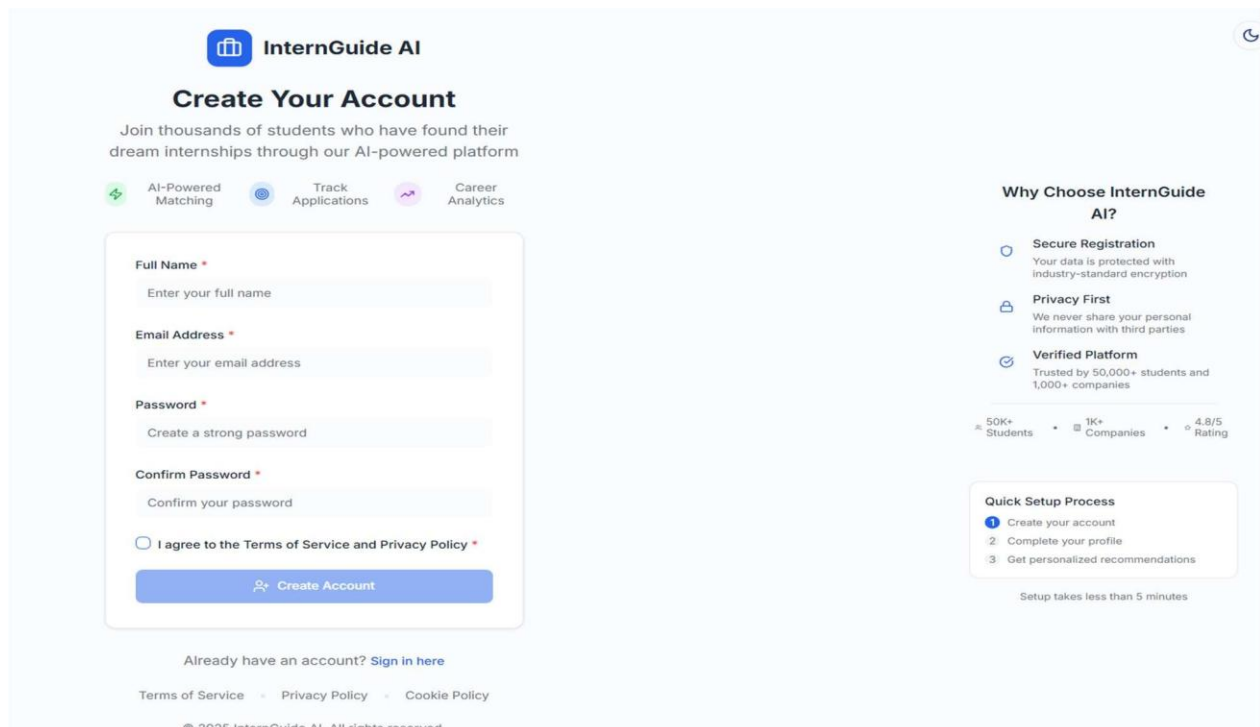 InternGuide AI
Create Your Account
Join thousands of students who have found their
dream internships through our AI-powered platform
AI-Powered
Matching
Track
Applications
Career
Analytics
Full Name *
Enter your full name
Email Address *
Enter your email address
Password *
Create a strong password
Confirm Password *
Confirm your password
I agree to the Terms of Service and Privacy Policy *
Create Account
Already have an account? Sign in here
Terms of Service • Privacy Policy • Cookie Policy
InternGuide AI. All rights reserved
Why Choose InternGuide
AI?
Secure Registration
Your data is protected with
industry-standard encryption
Privacy First
We never share your personal
information with third parties
Verified Platform
Trusted by 50,000+ students and
1,000+ companies
50K+
Students
•
1K+
Companies
•
4.8/5
Rating
Quick Setup Process
1 Create your account
2 Complete your profile
3 Get personalized recommendations
Setup takes less than 5 minutes